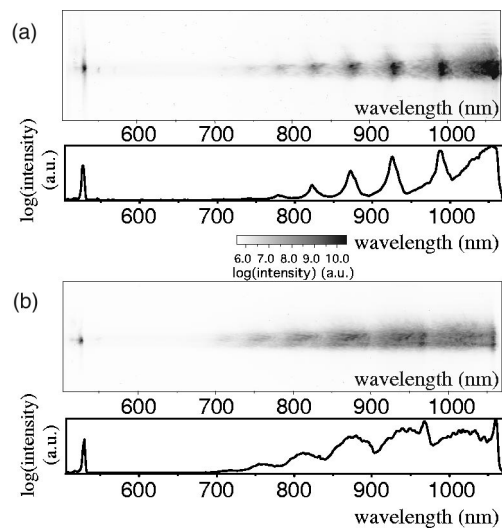 (a)
wavelength (nm)
600 700 800 900 1000
log(intensity)
(a.u.)
600 700 800 900 1000
wavelength (nm)
6.0 7.0 8.0 9.0 10.0
log(intensity) (a.u.)
(b)
wavelength (nm)
600 700 800 900 1000
log(intensity)
(a.u.)
600 700 800 900 1000
wavelength (nm)